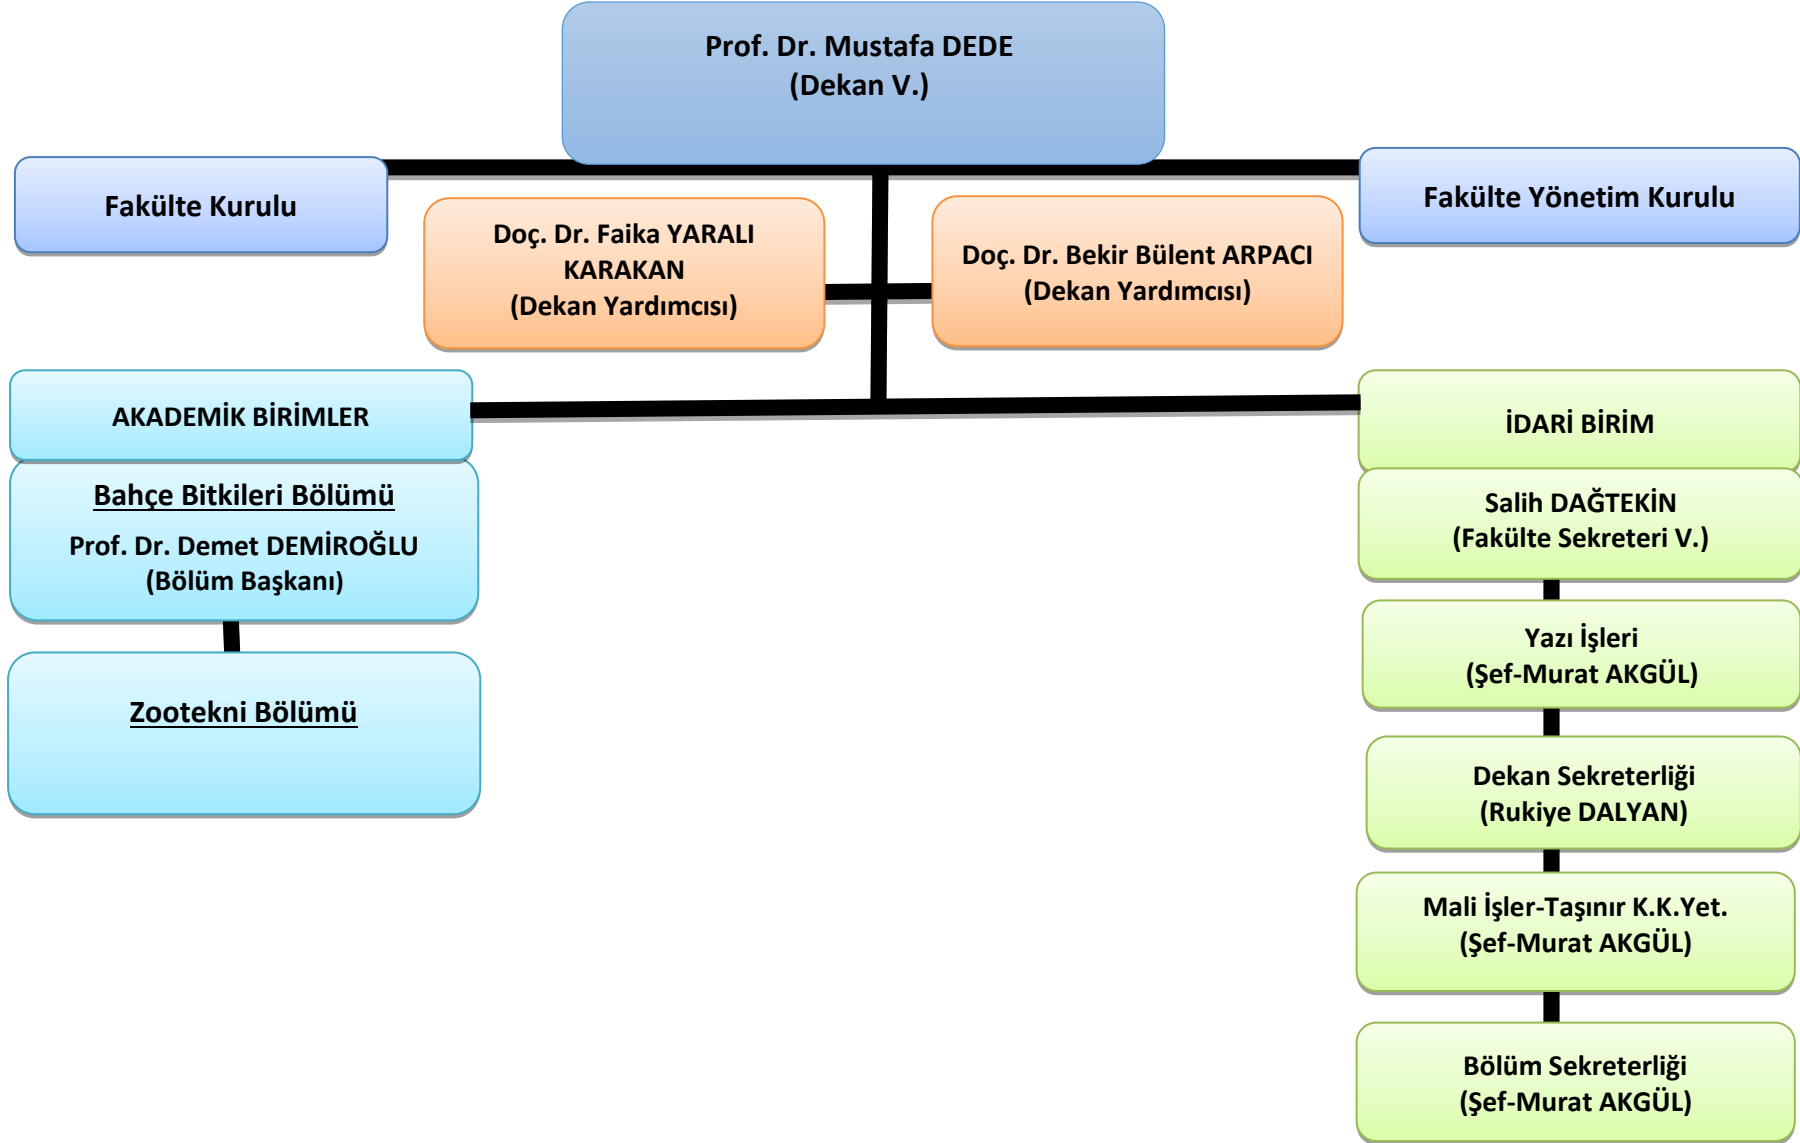 Prof. Dr. Mustafa DEDE
(Dekan V.)
Fakülte Kurulu
Fakülte Yönetim Kurulu
Doç. Dr. Faika YARALI
KARAKAN
(Dekan Yardımcısı)
Doç. Dr. Bekir Bülent ARPACI
(Dekan Yardımcısı)
AKADEMİK BİRİMLER
Bahçe Bitkileri Bölümü
Prof. Dr. Demet DEMİROĞLU
(Bölüm Başkanı)
Zootekni Bölümü
İDARİ BİRİM
Salih DAĞTEKİN
(Fakülte Sekreteri V.)
Yazı İşleri
(Şef-Murat AKGÜL)
Dekan Sekreterliği
(Rukiye DALYAN)
Mali İşler-Taşınır K.K.Yet.
(Şef-Murat AKGÜL)
Bölüm Sekreterliği
(Şef-Murat AKGÜL)